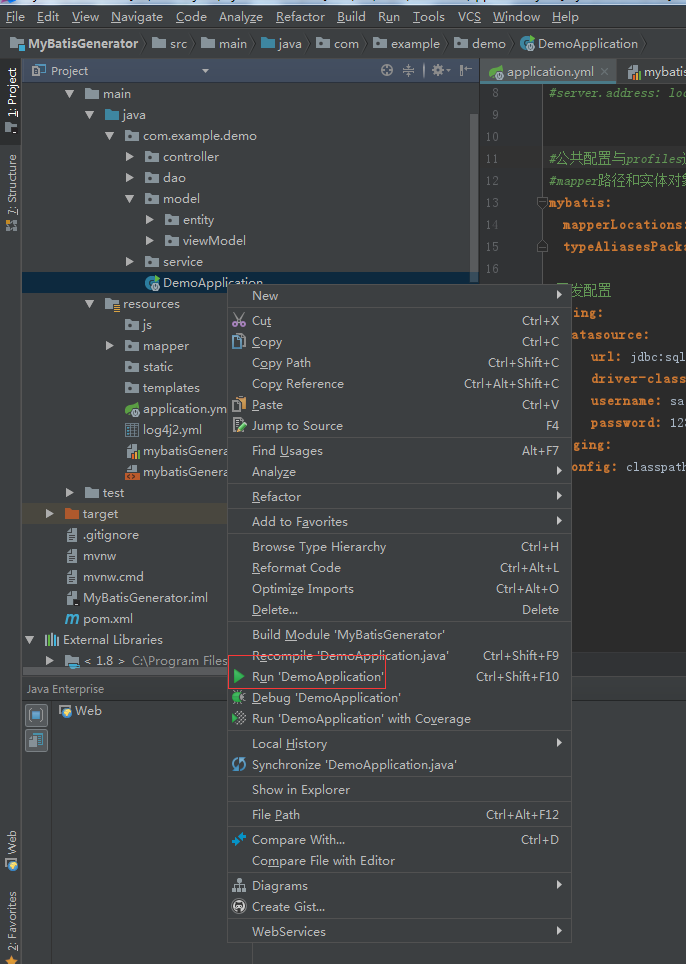 File Edit View Navigate Code Analyze Refactor Build Run Tools VCS Window Help
MyBatisGenerator src main java com example demo DemoApplication
Project
application.yml
mybatis
1: Project
7: Structure
Web
2: Favorites
main
java
com.example.demo
controller
dao
model
entity
viewModel
service
DemoApplication
resources
js
mapper
static
templates
application.ym
log4j2.yml
mybatisGenera
mybatisGenera
test
target
.gitignore
mvnw
mvnw.cmd
MyBatisGenerator.iml
pom.xml
External Libraries
< 1.8 > C:\Program Files
Java Enterprise
Web
8 #server.address: loc
9
10
11 #公共配置与profiles
12 #mapper路径和实体对象
13 mybatis:
14 mapperLocations:
15 typeAliasesPack
16
发配置
ing:
atasource:
url: jdbc:sql
driver-class
username: sa
password: 12
ging:
onfig: classpath
New
Cut Ctrl+X
Copy Ctrl+C
Copy Path Ctrl+Shift+C
Copy Reference Ctrl+Alt+Shift+C
Paste Ctrl+V
Jump to Source F4
Find Usages Alt+F7
Analyze
Refactor
Add to Favorites
Browse Type Hierarchy Ctrl+H
Reformat Code Ctrl+Alt+L
Optimize Imports Ctrl+Alt+O
Delete... Delete
Build Module 'MyBatisGenerator'
Recompile 'DemoApplication.java' Ctrl+Shift+F9
Run 'DemoApplication' Ctrl+Shift+F10
Debug 'DemoApplication'
Run 'DemoApplication' with Coverage
Local History
Synchronize 'DemoApplication.java'
Show in Explorer
File Path Ctrl+Alt+F12
Compare With... Ctrl+D
Compare File with Editor
Diagrams
Create Gist...
WebServices